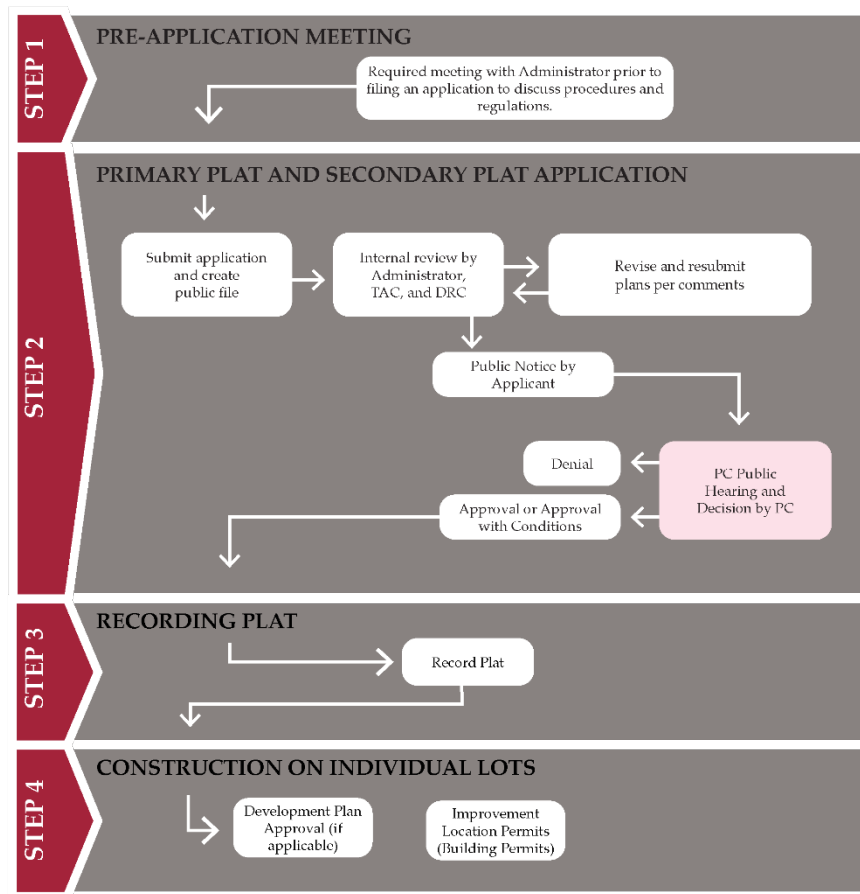 STEP 1
PRE-APPLICATION MEETING
Required meeting with Administrator prior to
filing an application to discuss procedures and
regulations.
STEP 2
PRIMARY PLAT AND SECONDARY PLAT APPLICATION
Submit application
and create
public file
Internal review by
Administrator,
TAC, and DRC
Revise and resubmit
plans per comments
Public Notice by
Applicant
Denial
PC Public
Hearing and
Decision by PC
Approval or Approval
with Conditions
STEP 3
RECORDING PLAT
Record Plat
STEP 4
CONSTRUCTION ON INDIVIDUAL LOTS
Development Plan
Approval (if
applicable)
Improvement
Location Permits
(Building Permits)